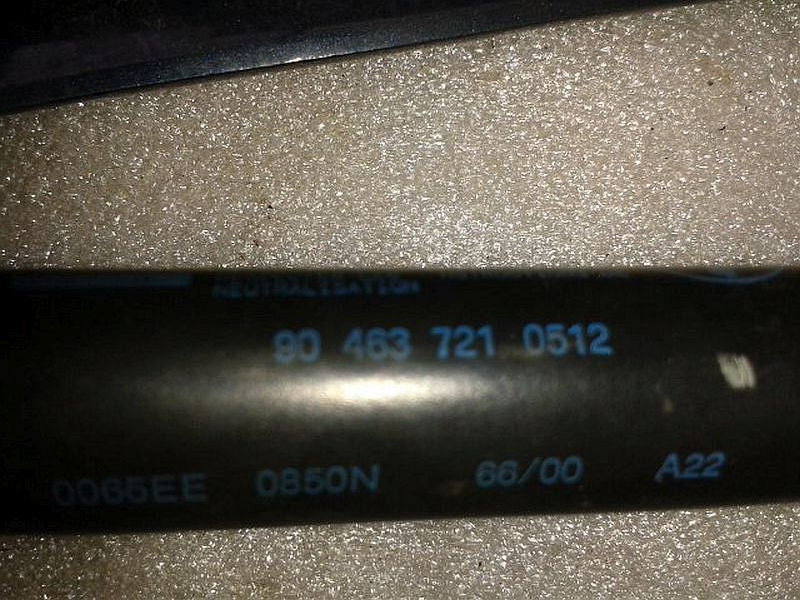 NEUTRALISATION
90 463 721 0512
0065EE 0850N 66/00 A22